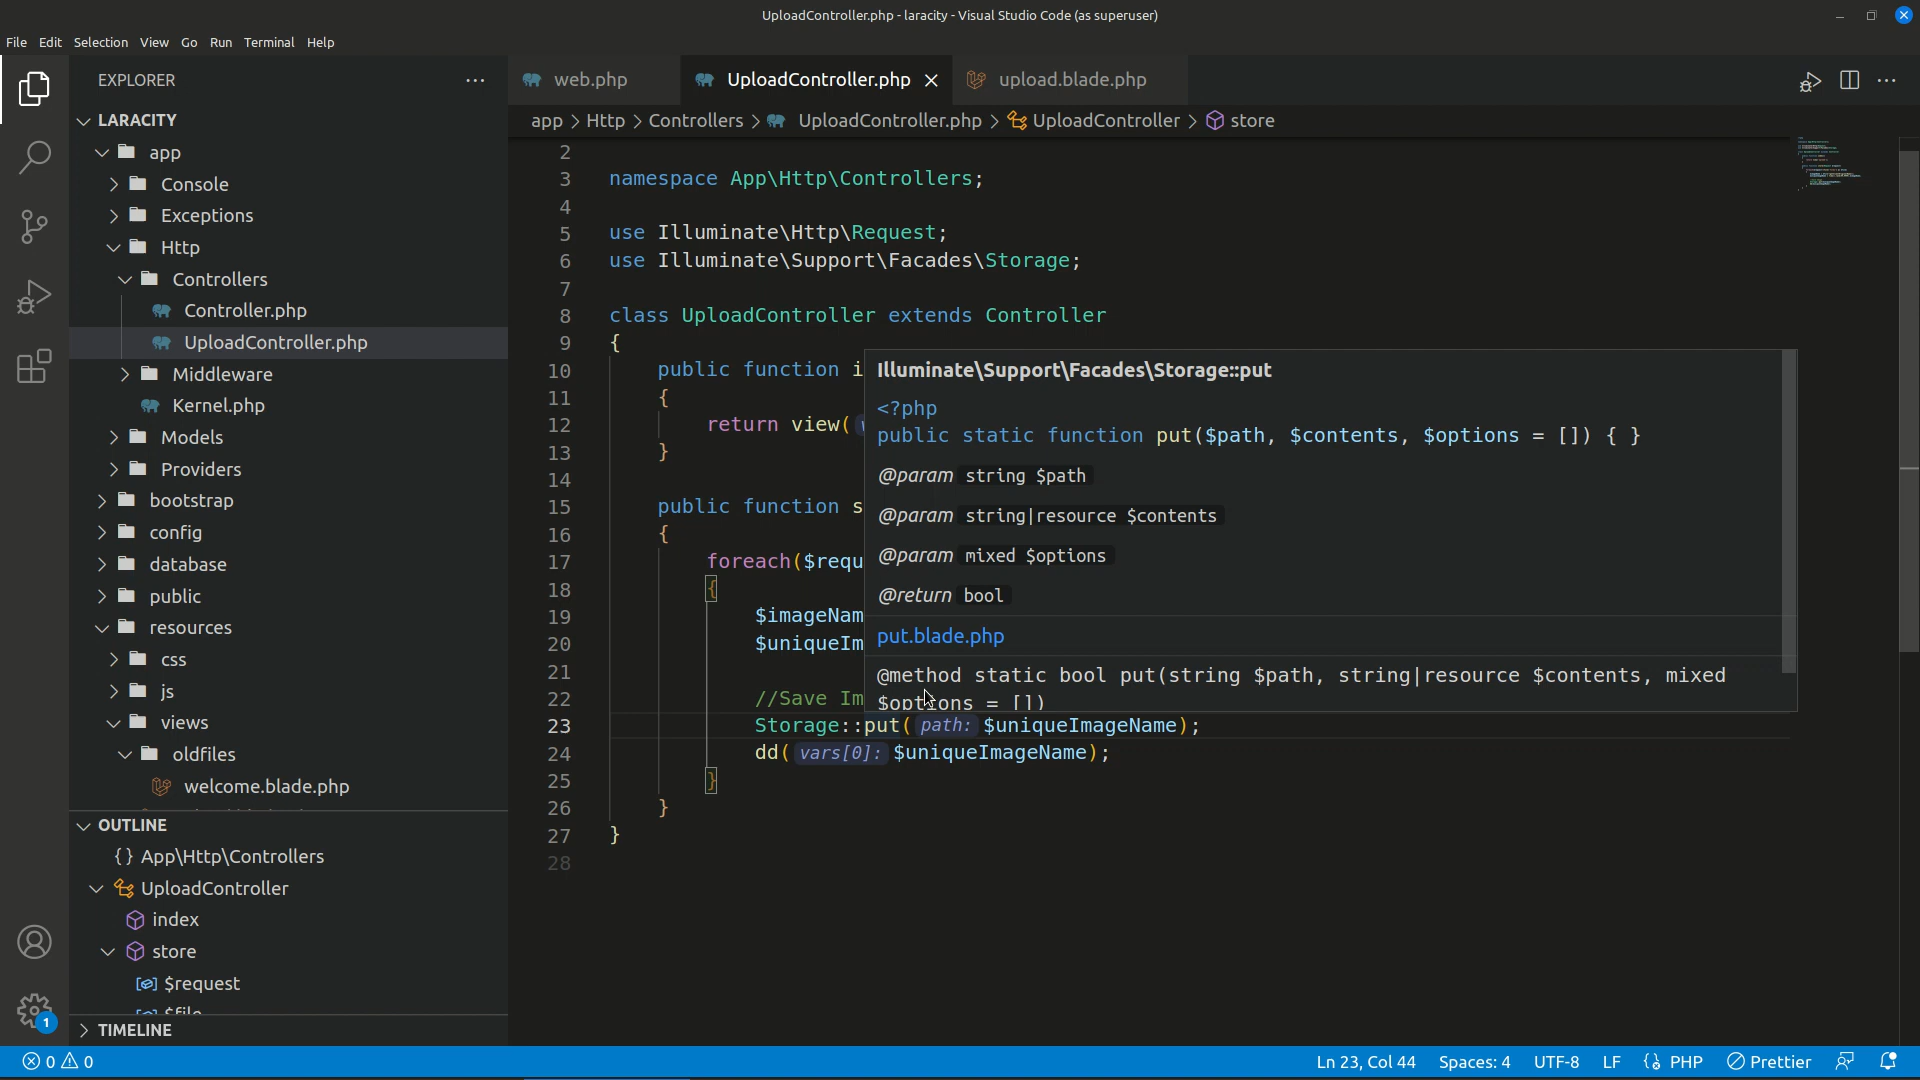 UploadController.php - laracity - Visual Studio Code (as superuser)
File Edit Selection View Go Run Terminal Help
EXPLORER
LARACITY
app
Console
Exceptions
Http
Controllers
Controller.php
UploadController.php
Middleware
Kernel.php
Models
Providers
bootstrap
config
database
public
resources
css
js
views
oldfiles
welcome.blade.php
OUTLINE
{} App\Http\Controllers
UploadController
index
store
$request
$file
TIMELINE
web.php UploadController.php upload.blade.php
app > Http > Controllers > UploadController.php > UploadController > store
2
3 namespace App\Http\Controllers;
4
5 use Illuminate\Http\Request;
6 use Illuminate\Support\Facades\Storage;
7
8 class UploadController extends Controller
9 {
10 public function i
11 {
12 return view(
13 }
14
15 public function s
16 {
17 foreach($requ
18 {
19 $imageNam
20 $uniqueIm
21
22 //Save Im
23 Storage::put( path: $uniqueImageName);
24 dd( vars[0]: $uniqueImageName);
25 }
26 }
27 }
28
Illuminate\Support\Facades\Storage::put
<?php
public static function put($path, $contents, $options = []) { }
@param string $path
@param string|resource $contents
@param mixed $options
@return bool
put.blade.php
@method static bool put(string $path, string|resource $contents, mixed
$options = [])
1
0 0 Ln 23, Col 44 Spaces: 4 UTF-8 LF PHP Prettier